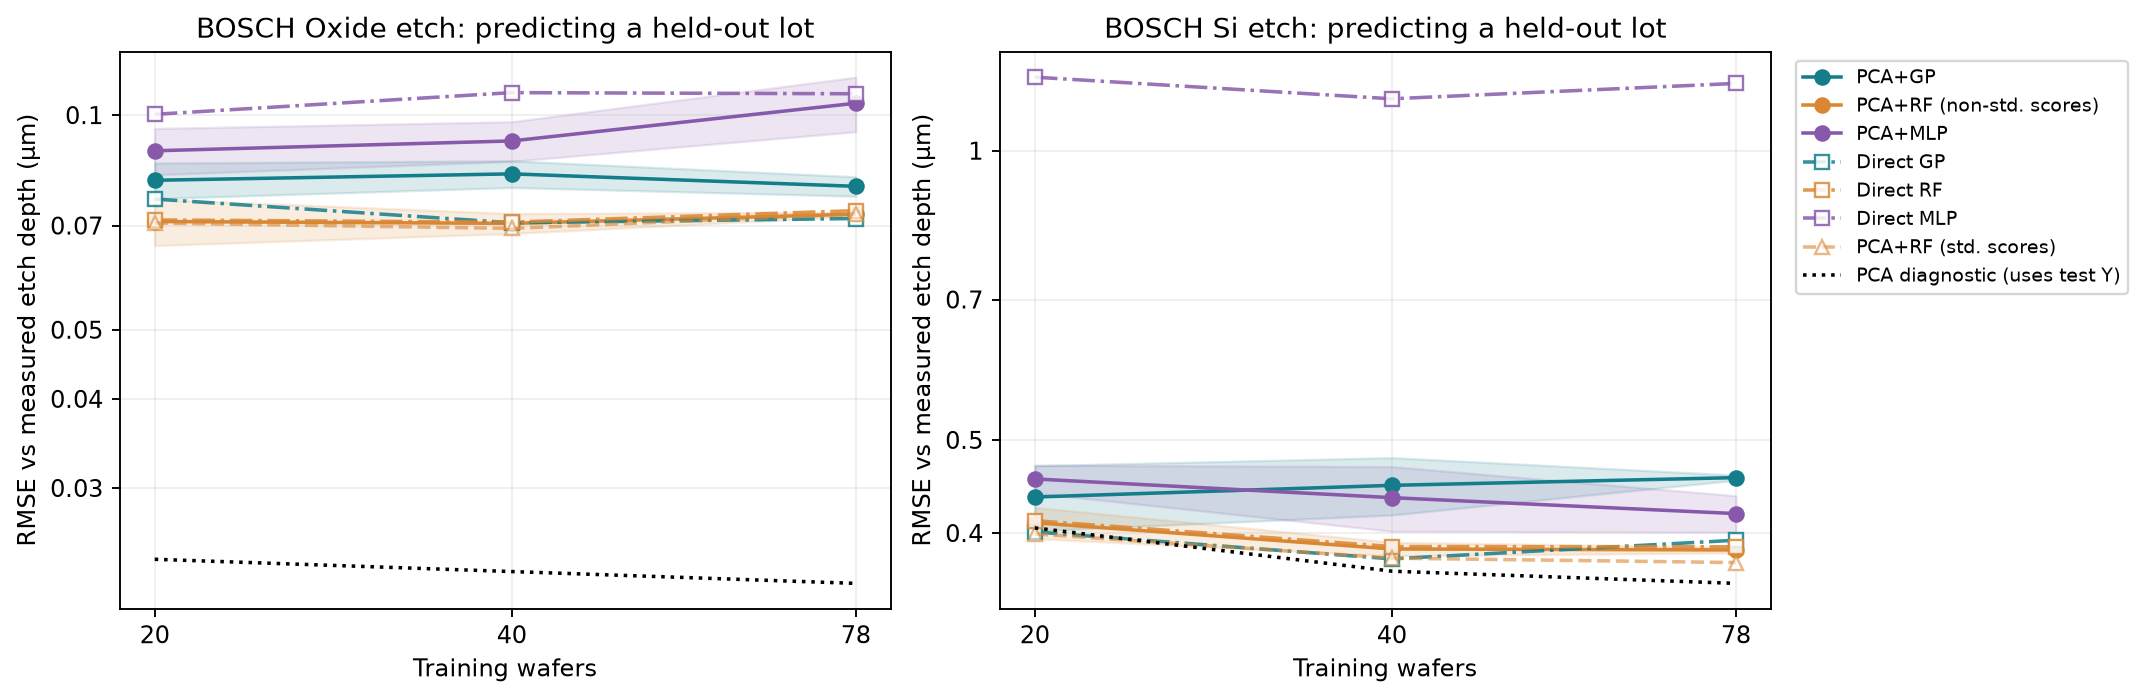 BOSCH Oxide etch: predicting a held-out lot
RMSE vs measured etch depth (μm)
0.1
0.07
0.05
0.04
0.03
20
40
78
Training wafers
BOSCH Si etch: predicting a held-out lot
RMSE vs measured etch depth (μm)
1
0.7
0.5
0.4
20
40
78
Training wafers
PCA+GP
PCA+RF (non-std. scores)
PCA+MLP
Direct GP
Direct RF
Direct MLP
PCA+RF (std. scores)
PCA diagnostic (uses test Y)